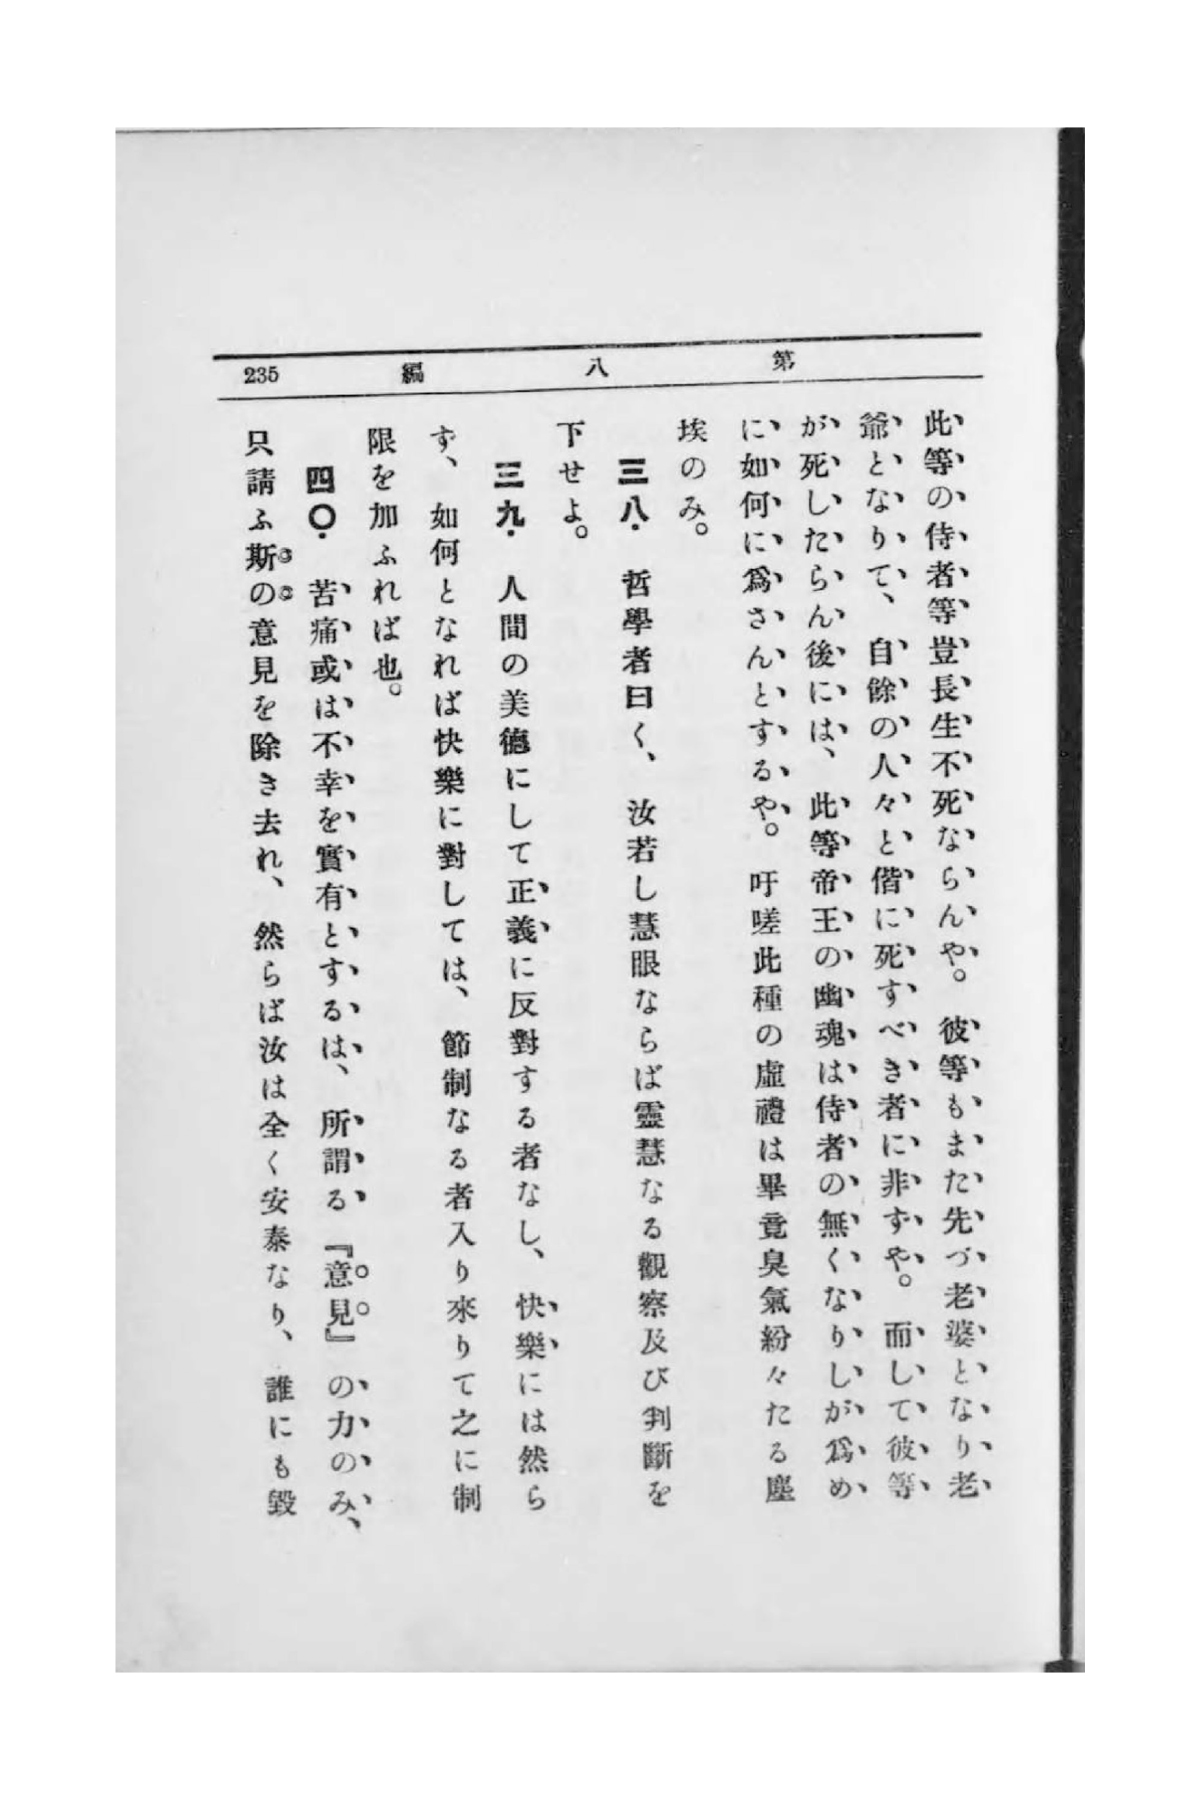 第八編
235
此等の侍者等豈長生不死ならんや。彼等もまた先づ老婆となり老
爺となりて、自餘の人々と偕に死すべき者に非ずや。而して彼等
が死したらん後には、此等帝王の幽魂は侍者の無くなりしが爲め
に如何に爲さんとするや。吁嗟此種の虛禮は畢竟臭氣紛々たる塵
埃のみ。
三八. 哲學者曰く、汝若し慧眼ならば靈慧なる觀察及び判斷を
下せよ。
三九. 人間の美德にして正義に反對する者なし、快樂には然ら
ず、如何となれば快樂に對しては、節制なる者入り來りて之に制
限を加ふれば也。
四〇. 苦痛或は不幸を實有とするは、所謂る『意見』の力のみ、
只請ふ斯の意見を除き去れ、然らば汝は全く安泰なり、誰にも毀